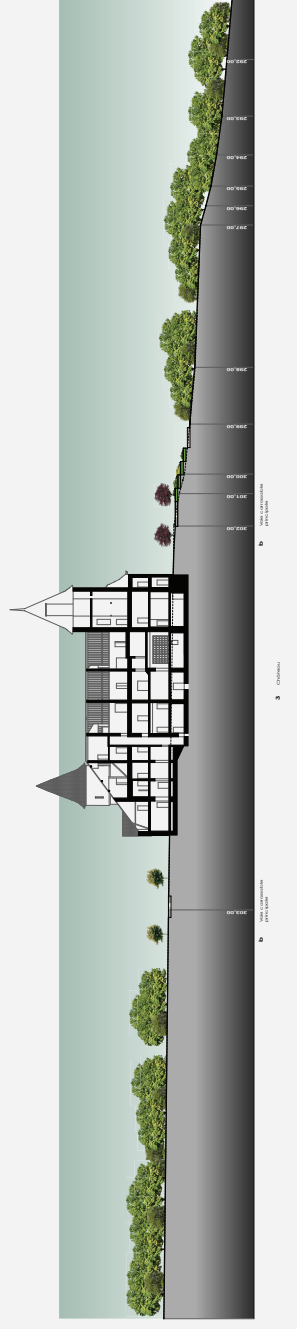 303,00
302,00
301,00
300,00
299,00
298,00
297,00
296,00
295,00
294,00
293,00
292,00
b
Voie carrossable
principale
3
Château
b
Voie carrossable
principale